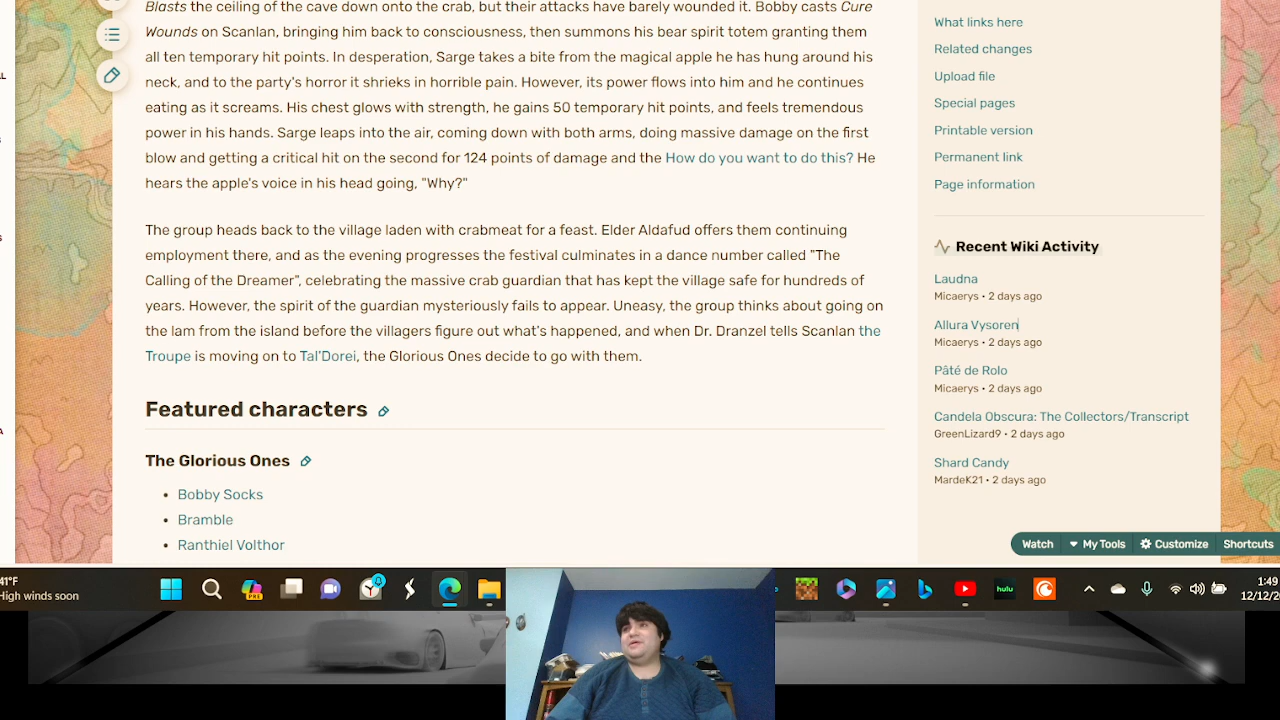 Blasts the ceiling of the cave down onto the crab, but their attacks have barely wounded it. Bobby casts Cure
Wounds on Scanlan, bringing him back to consciousness, then summons his bear spirit totem granting them
all ten temporary hit points. In desperation, Sarge takes a bite from the magical apple he has hung around his
neck, and to the party's horror it shrieks in horrible pain. However, its power flows into him and he continues
eating as it screams. His chest glows with strength, he gains 50 temporary hit points, and feels tremendous
power in his hands. Sarge leaps into the air, coming down with both arms, doing massive damage on the first
blow and getting a critical hit on the second for 124 points of damage and the How do you want to do this? He
hears the apple's voice in his head going, "Why?"
The group heads back to the village laden with crabmeat for a feast. Elder Aldafud offers them continuing
employment there, and as the evening progresses the festival culminates in a dance number called "The
Calling of the Dreamer", celebrating the massive crab guardian that has kept the village safe for hundreds of
years. However, the spirit of the guardian mysteriously fails to appear. Uneasy, the group thinks about going on
the lam from the island before the villagers figure out what's happened, and when Dr. Dranzel tells Scanlan the
Troupe is moving on to Tal'Dorei, the Glorious Ones decide to go with them.
Featured characters
The Glorious Ones
• Bobby Socks
• Bramble
• Ranthiel Volthor
What links here
Related changes
Upload file
Special pages
Printable version
Permanent link
Page information
Recent Wiki Activity
Laudna
Micaerys • 2 days ago
Allura Vysoren
Micaerys • 2 days ago
Pâté de Rolo
Micaerys • 2 days ago
Candela Obscura: The Collectors/Transcript
GreenLizard9 • 2 days ago
Shard Candy
MardeK21 • 2 days ago
Watch My Tools Customize Shortcuts
41°F
High winds soon
PRE
hulu
1:49
12/12/2